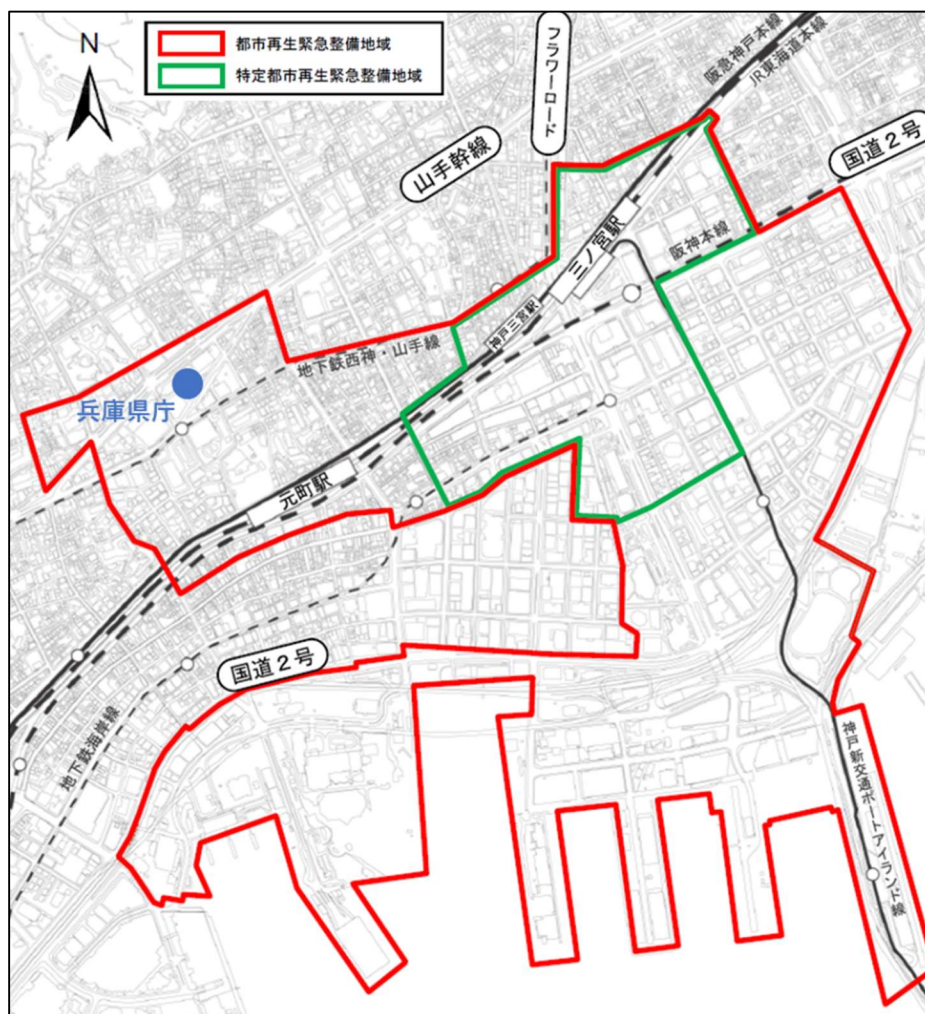 N
都市再生緊急整備地域
特定都市再生緊急整備地域
フラワーロード
阪急神戸本線
JR東海道本線
山手幹線
国道2号
阪神本線
三ノ宮駅
神戸三宮駅
地下鉄西神・山手線
兵庫県庁
元町駅
国道2号
地下鉄海岸線
神戸新交通ポートアイランド線